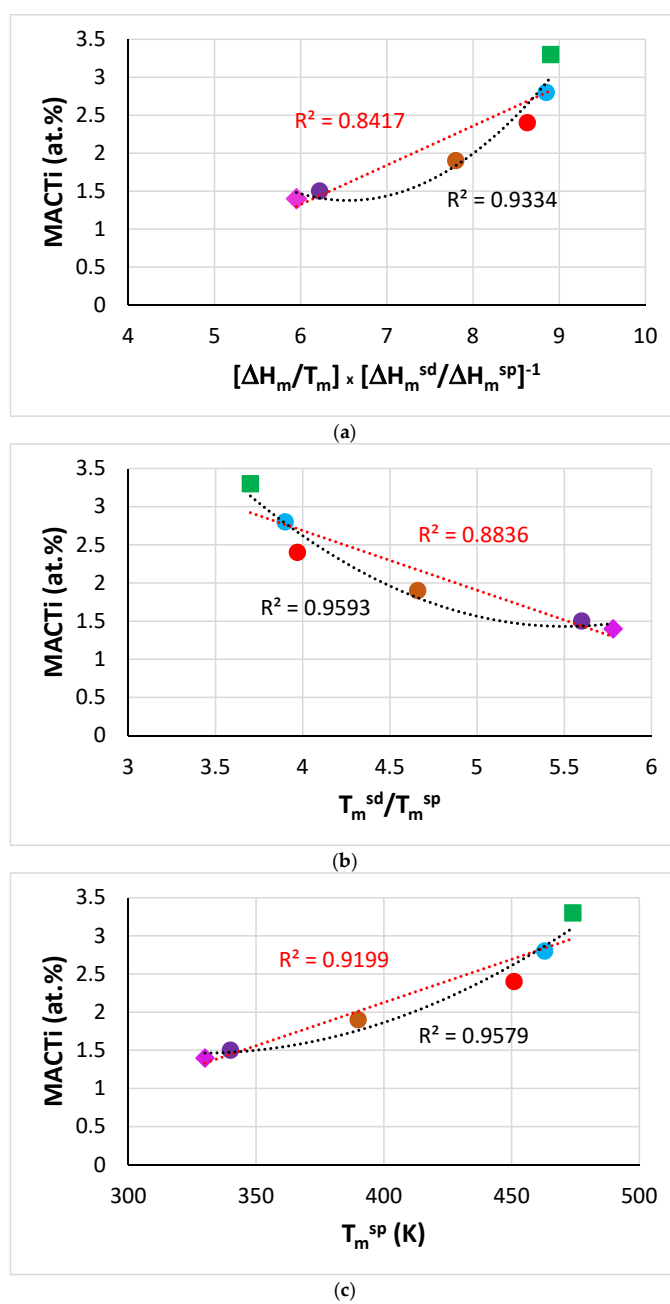 3.5
3
2.5
2
1.5
1
0.5
0
MACTi (at.%)
R² = 0.8417
R² = 0.9334
4 5 6 7 8 9 10
[ΔHₘ/Tₘ] x [ΔHₘˢᵈ/ΔHₘˢᵖ]⁻¹
(a)
3.5
3
2.5
2
1.5
1
0.5
0
MACTi (at.%)
R² = 0.8836
R² = 0.9593
3 3.5 4 4.5 5 5.5 6
Tₘˢᵈ/Tₘˢᵖ
(b)
3.5
3
2.5
2
1.5
1
0.5
0
MACTi (at.%)
R² = 0.9199
R² = 0.9579
300 350 400 450 500
Tₘˢᵖ (K)
(c)